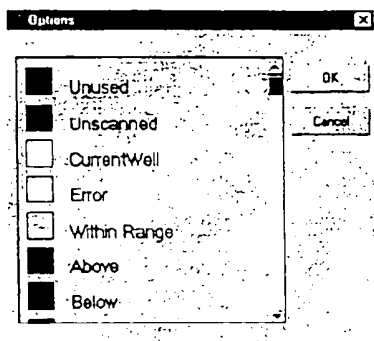 Options
Unused
Unscanned
CurrentWell
Error
Within Range
Above
Below
OK
Cancel